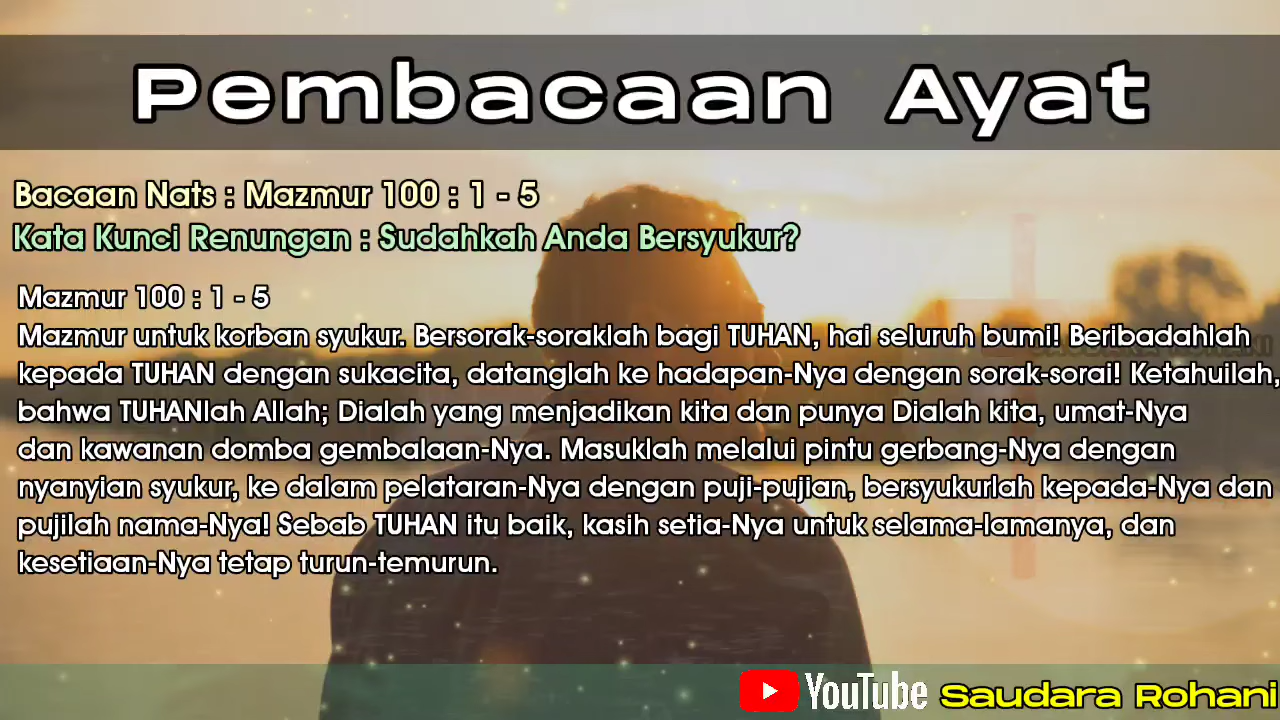 Pembacaan Ayat
Bacaan Nats : Mazmur 100 : 1 - 5
Kata Kunci Renungan : Sudahkah Anda Bersyukur?
Mazmur 100 : 1 - 5
Mazmur untuk korban syukur. Bersorak-soraklah bagi TUHAN, hai seluruh bumi! Beribadahlah
kepada TUHAN dengan sukacita, datanglah ke hadapan-Nya dengan sorak-sorai! Ketahuilah,
bahwa TUHANlah Allah; Dialah yang menjadikan kita dan punya Dialah kita, umat-Nya
dan kawanan domba gembalaan-Nya. Masuklah melalui pintu gerbang-Nya dengan
nyanyian syukur, ke dalam pelataran-Nya dengan puji-pujian, bersyukurlah kepada-Nya dan
pujilah nama-Nya! Sebab TUHAN itu baik, kasih setia-Nya untuk selama-lamanya, dan
kesetiaan-Nya tetap turun-temurun.
YouTube Saudara Rohani